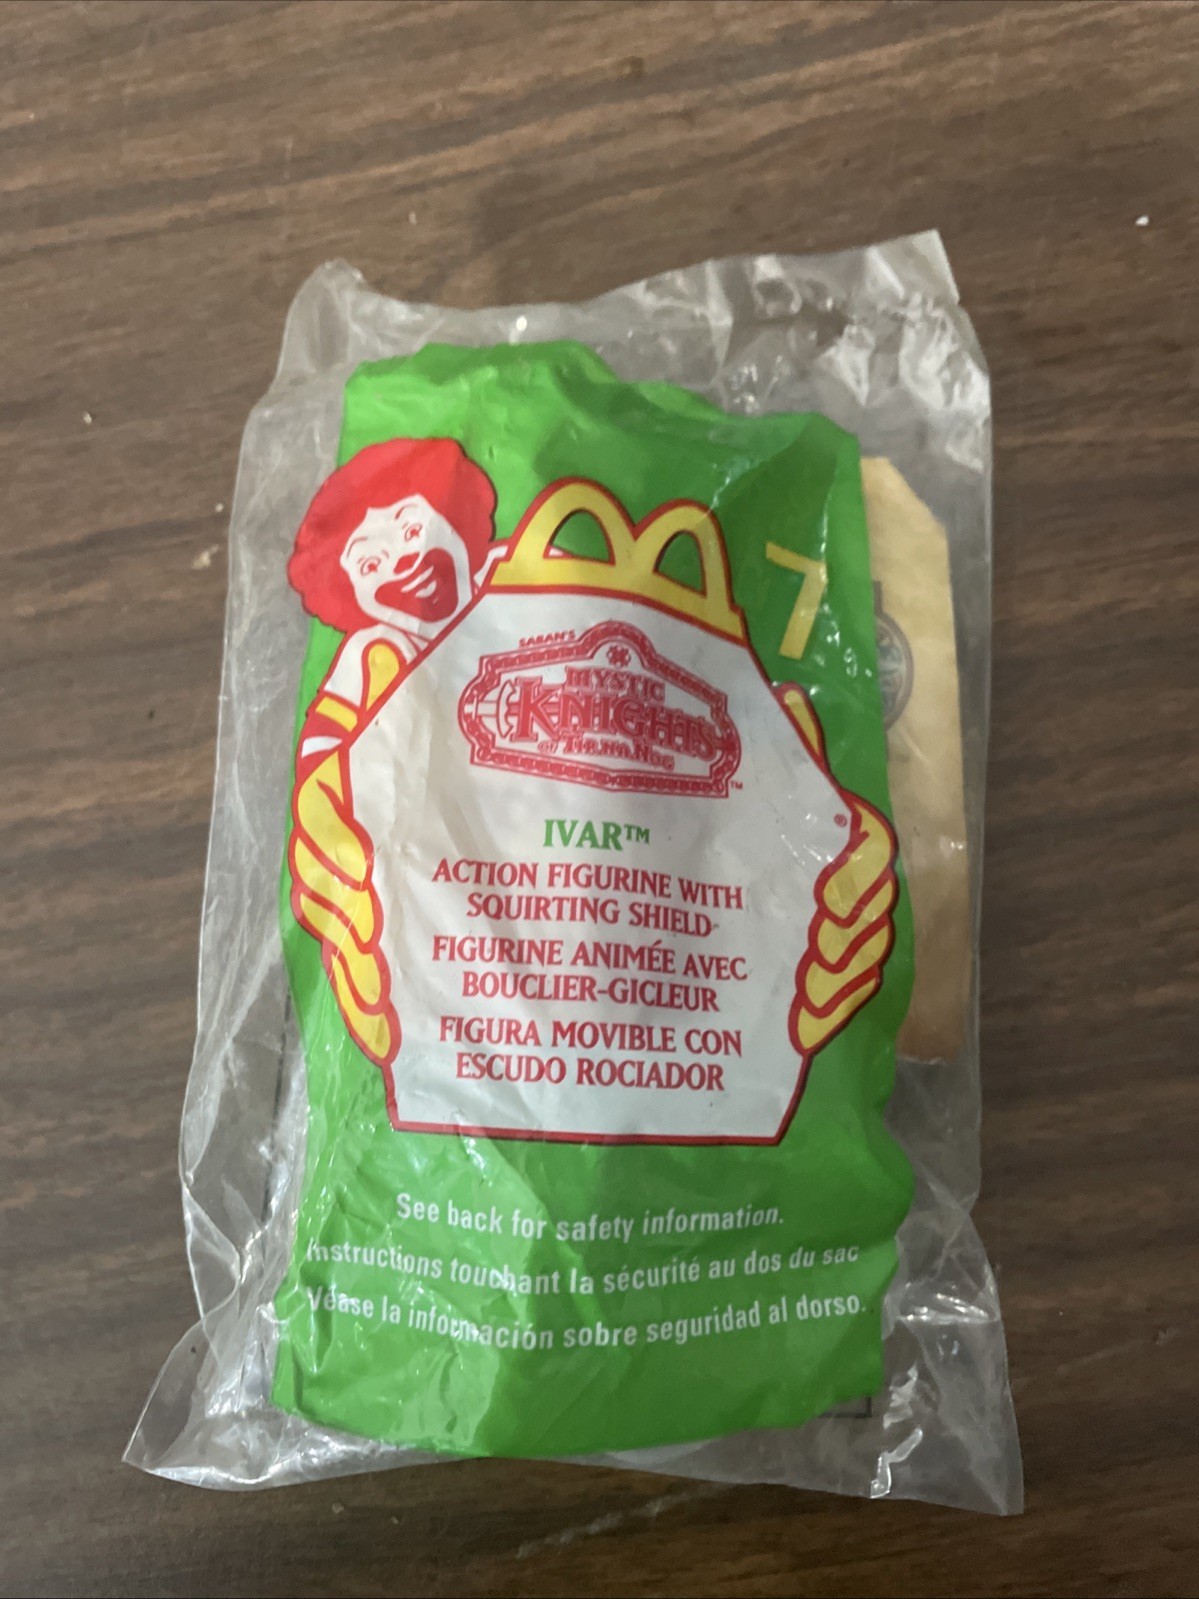 7
SABAN'S
MYSTIC
KNIGHTS
OF TIR NA NOG
™
IVAR™
®
ACTION FIGURINE WITH
SQUIRTING SHIELD
FIGURINE ANIMÉE AVEC
BOUCLIER-GICLEUR
FIGURA MOVIBLE CON
ESCUDO ROCIADOR
See back for safety information.
Instructions touchant la sécurité au dos du sac
Véase la información sobre seguridad al dorso.